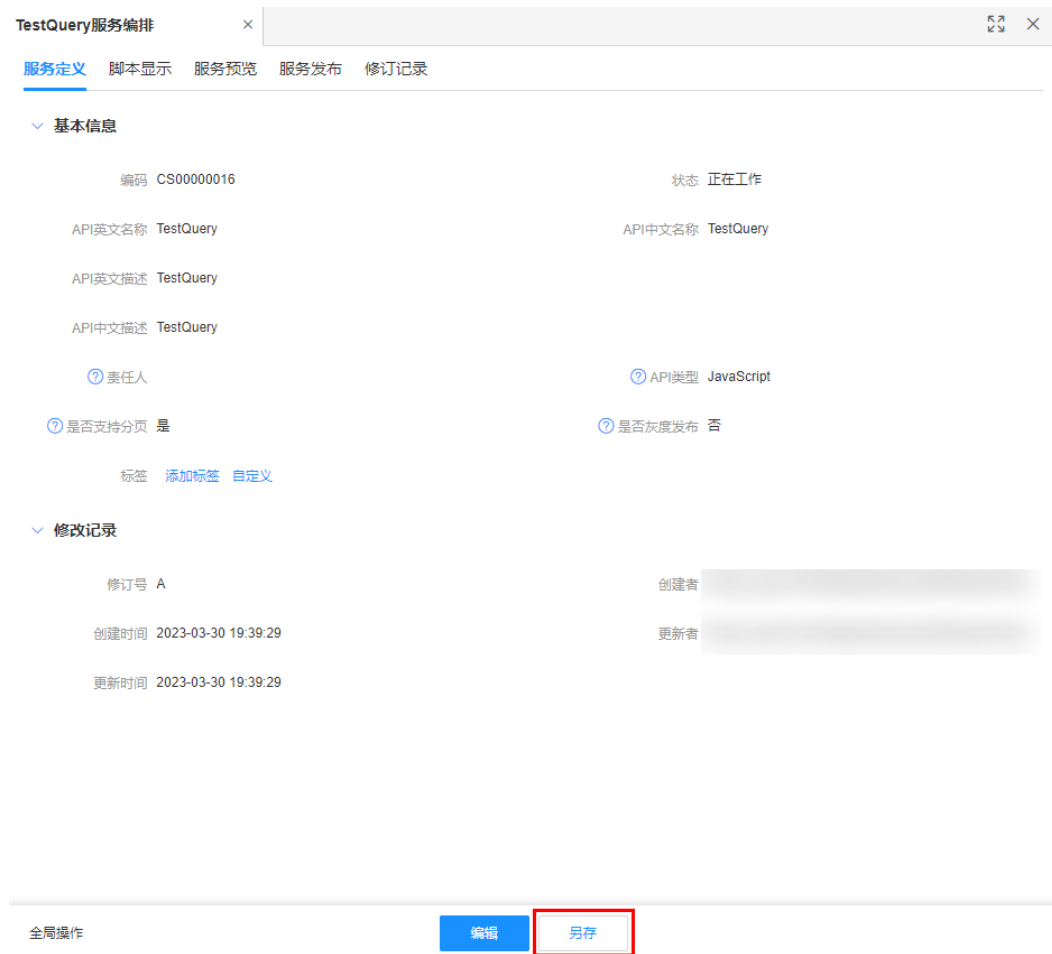 TestQuery服务编排
服务定义 脚本显示 服务预览 服务发布 修订记录
基本信息
编码 CS00000016 状态 正在工作
API英文名称 TestQuery API中文名称 TestQuery
API英文描述 TestQuery
API中文描述 TestQuery
责任人 API类型 JavaScript
是否支持分页 是 是否灰度发布 否
标签 添加标签 自定义
修改记录
修订号 A 创建者
创建时间 2023-03-30 19:39:29 更新者
更新时间 2023-03-30 19:39:29
全局操作 编辑 另存